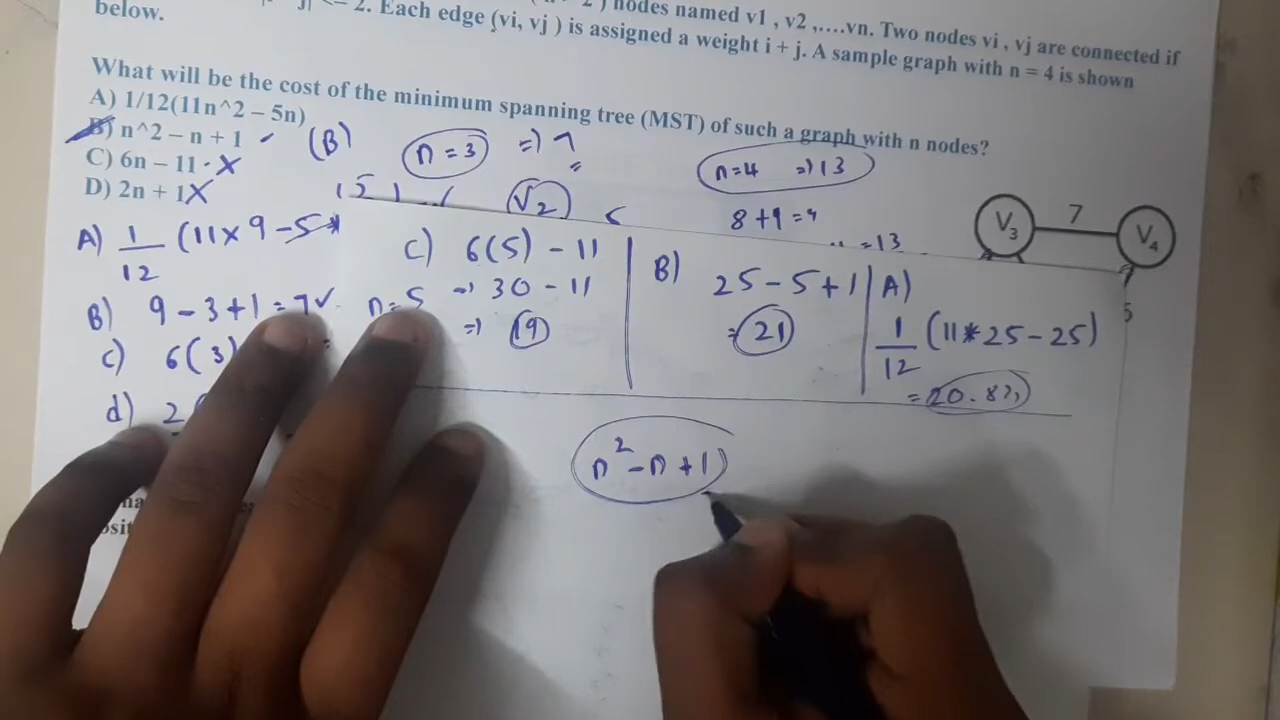 nodes named v1 , v2 ,....vn. Two nodes vi , vj are connected if
2. Each edge (vi, vj ) is assigned a weight i + j. A sample graph with n = 4 is shown
below.
What will be the cost of the minimum spanning tree (MST) of such a graph with n nodes?
A) 1/12(11n^2 – 5n)
B) n^2 – n + 1
C) 6n – 11 · X
D) 2n + 1 X
(B)
n = 3 => 7
n=4 => 13
V2
8 + 9 = 9
= 13
V3 7 V4
5
A) 1/12 (11 x 9 - 5*
B) 9 - 3 + 1 = 7 ✓
C) 6(3)
d) 2
n=5
C) 6(5) - 11
=> 30 - 11
=> 19
B) 25 - 5 + 1
= 21
A)
1/12 (11 * 25 - 25)
= 20.83
n^2 - n + 1